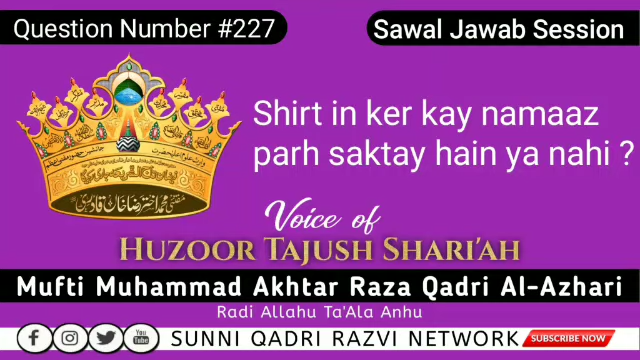 Question Number #227
Sawal Jawab Session
Shirt in ker kay namaaz
parh saktay hain ya nahi ?
Voice of
HUZOOR TAJUSH SHARI'AH
Mufti Muhammad Akhtar Raza Qadri Al-Azhari
Radi Allahu Ta'Ala Anhu
You
Tube
SUNNI QADRI RAZVI NETWORK
SUBSCRIBE NOW